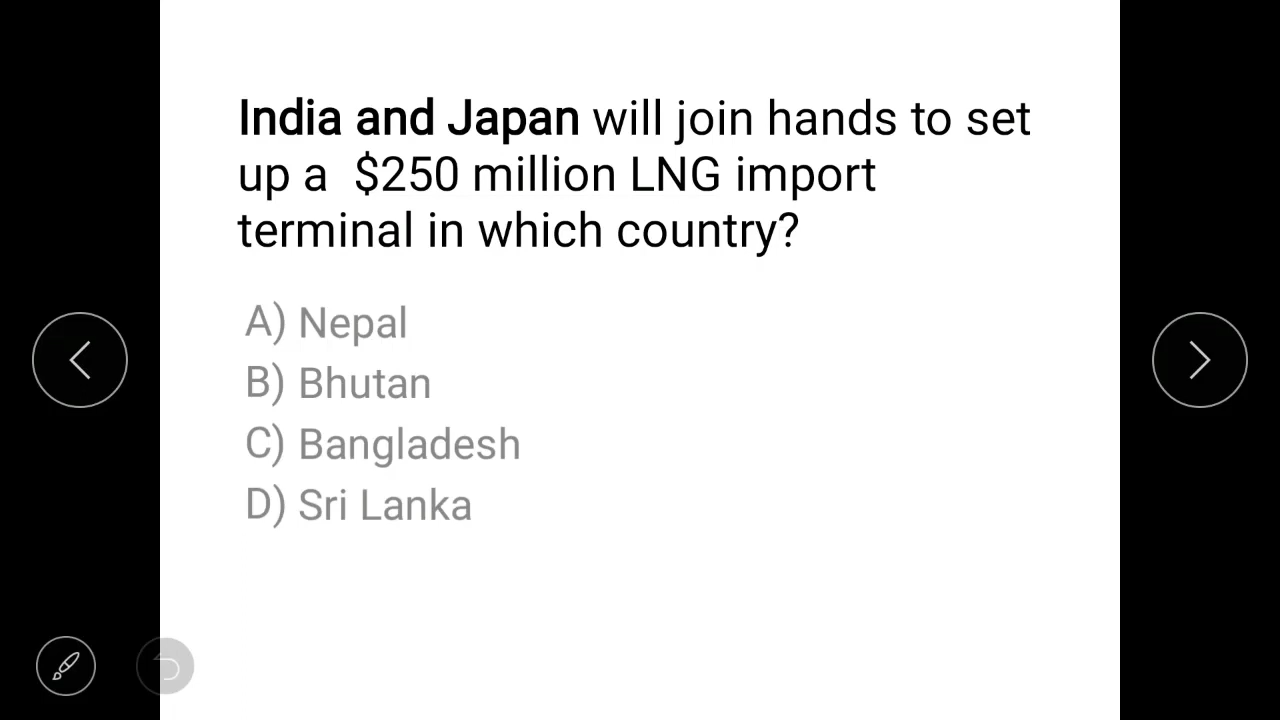 India and Japan will join hands to set
up a  $250 million LNG import
terminal in which country?
A) Nepal
B) Bhutan
C) Bangladesh
D) Sri Lanka